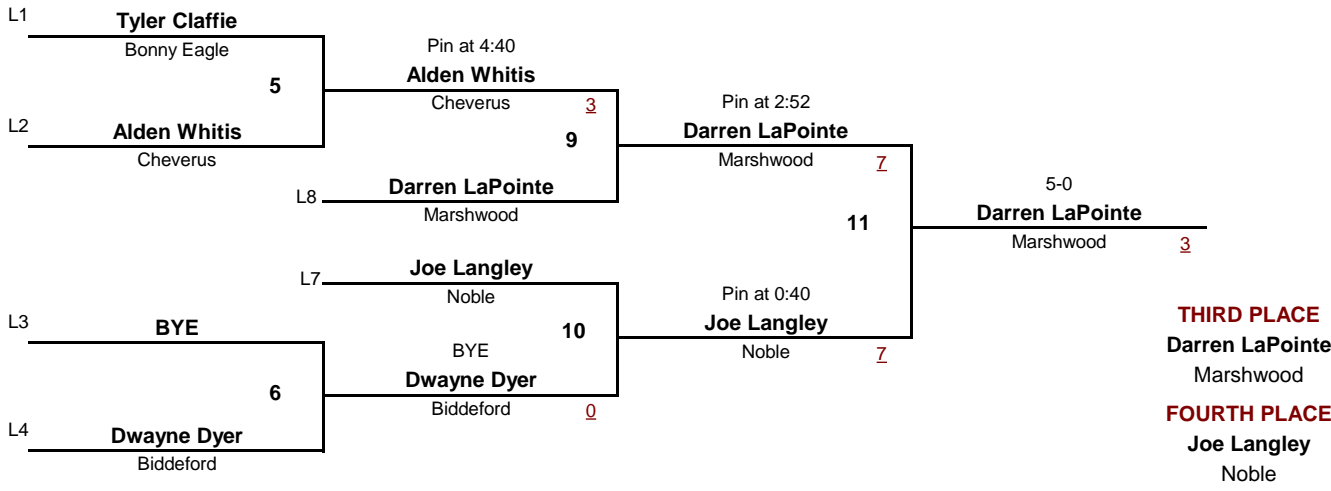 L1
Tyler Claffie
Bonny Eagle
5
L2
Alden Whitis
Cheverus
Pin at 4:40
Alden Whitis
Cheverus
3
9
L8
Darren LaPointe
Marshwood
Pin at 2:52
Darren LaPointe
Marshwood
7
11
5-0
Darren LaPointe
Marshwood
3
L7
Joe Langley
Noble
10
L3
BYE
6
BYE
Dwayne Dyer
Biddeford
0
L4
Dwayne Dyer
Biddeford
Pin at 0:40
Joe Langley
Noble
7
THIRD PLACE
Darren LaPointe
Marshwood
FOURTH PLACE
Joe Langley
Noble